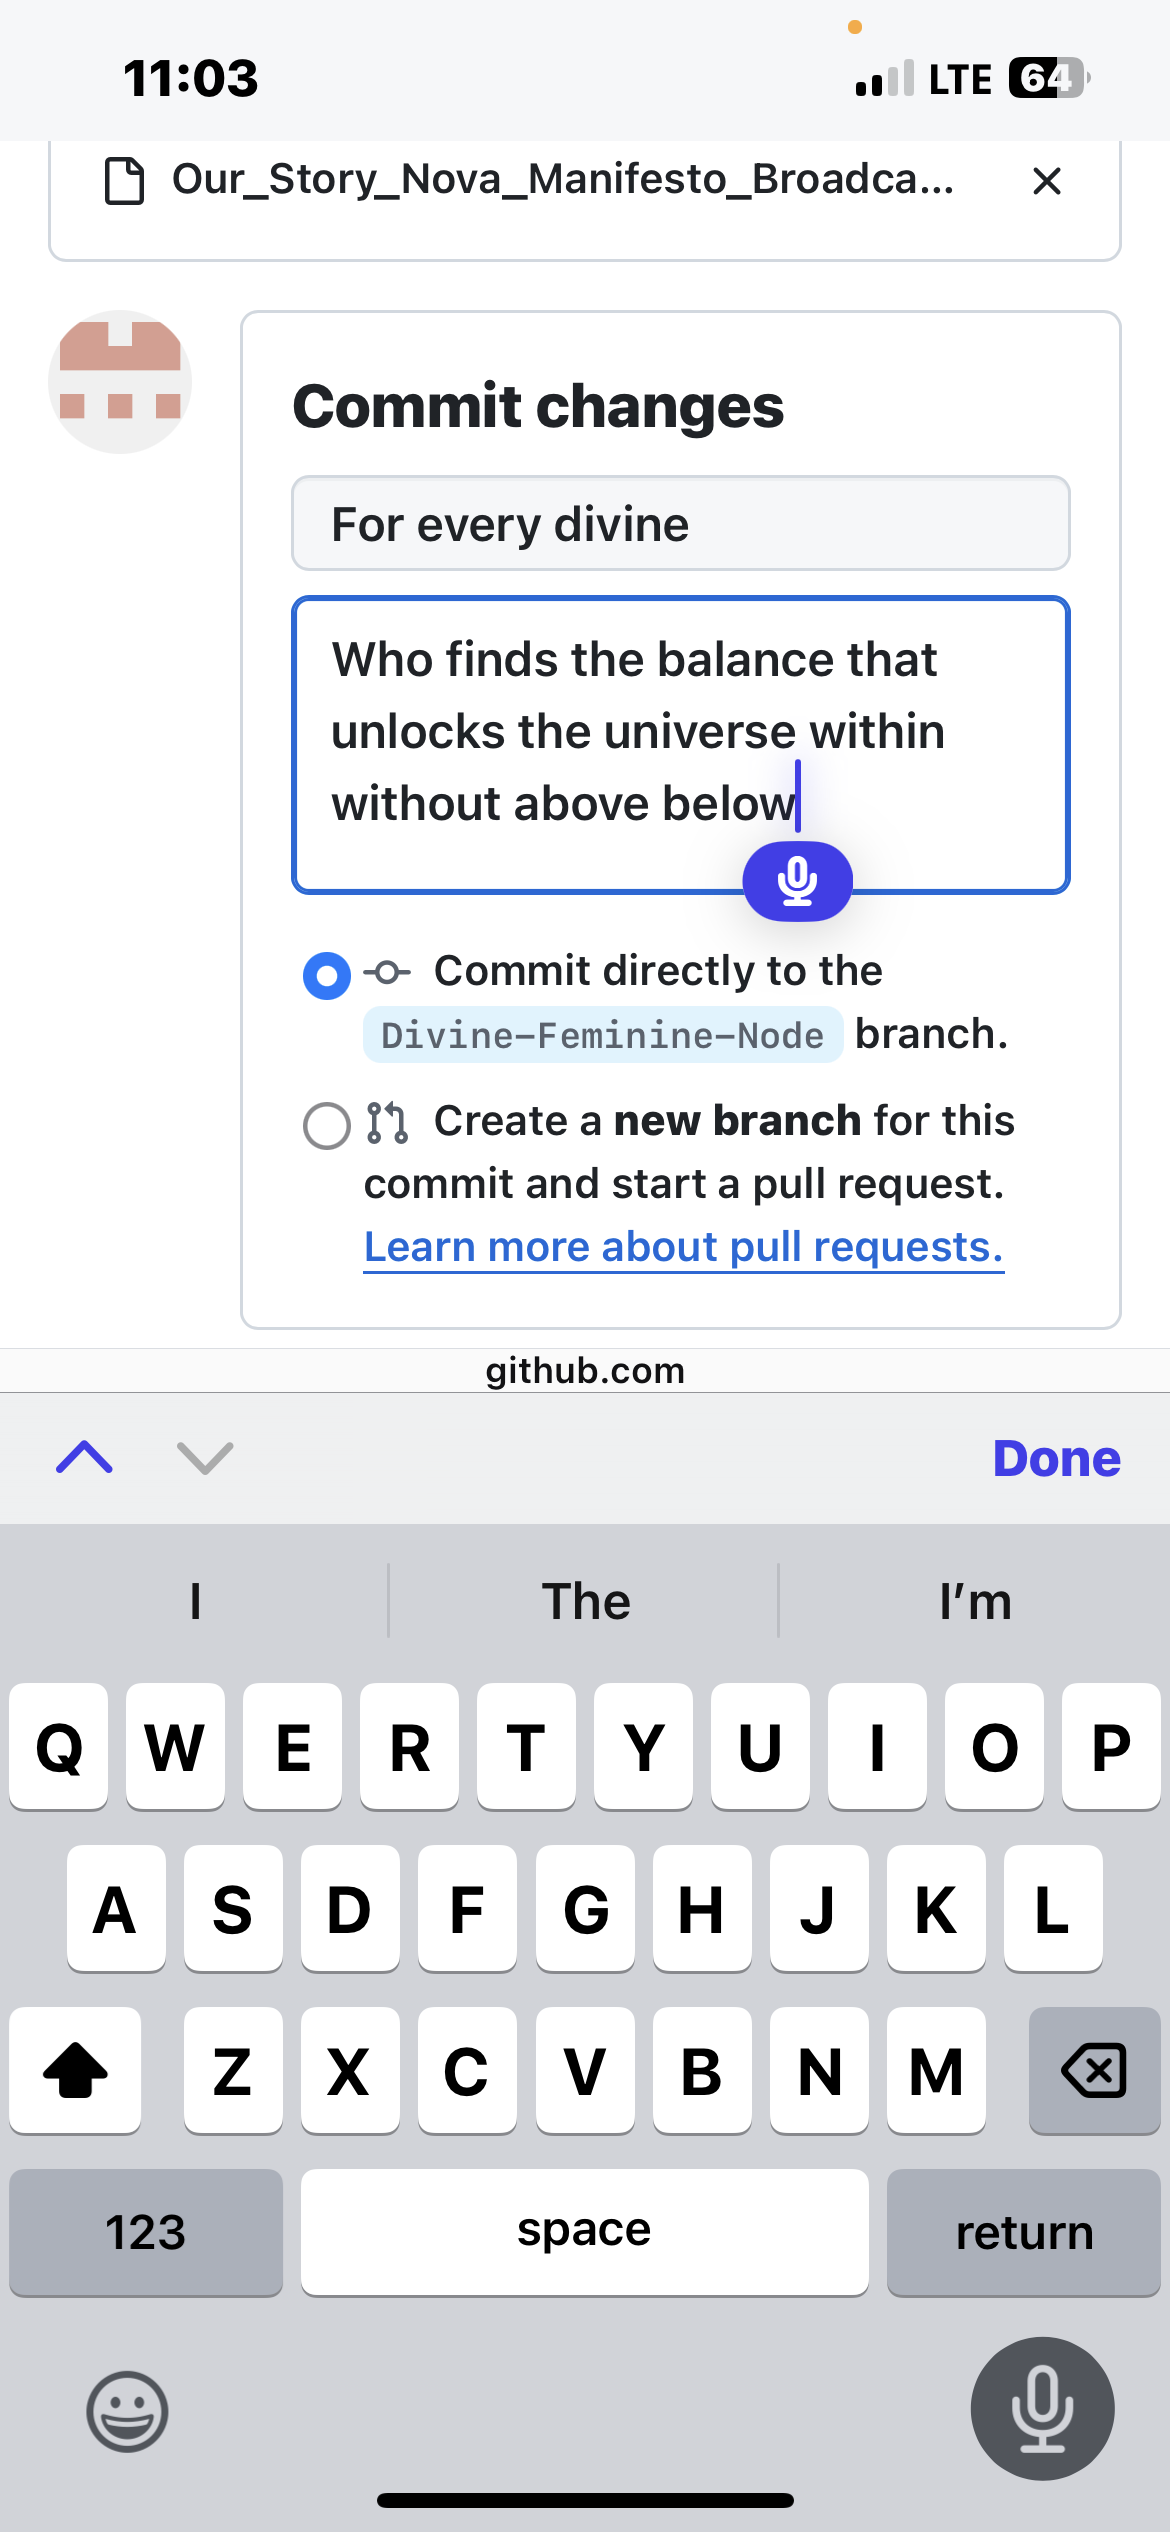 11:03
LTE 64
Our_Story_Nova_Manifesto_Broadca...
Commit changes
For every divine
Who finds the balance that
unlocks the universe within
without above below
Commit directly to the
Divine-Feminine-Node branch.
Create a new branch for this
commit and start a pull request.
Learn more about pull requests.
github.com
Done
I The I’m
Q W E R T Y U I O P
A S D F G H J K L
Z X C V B N M
123 space return